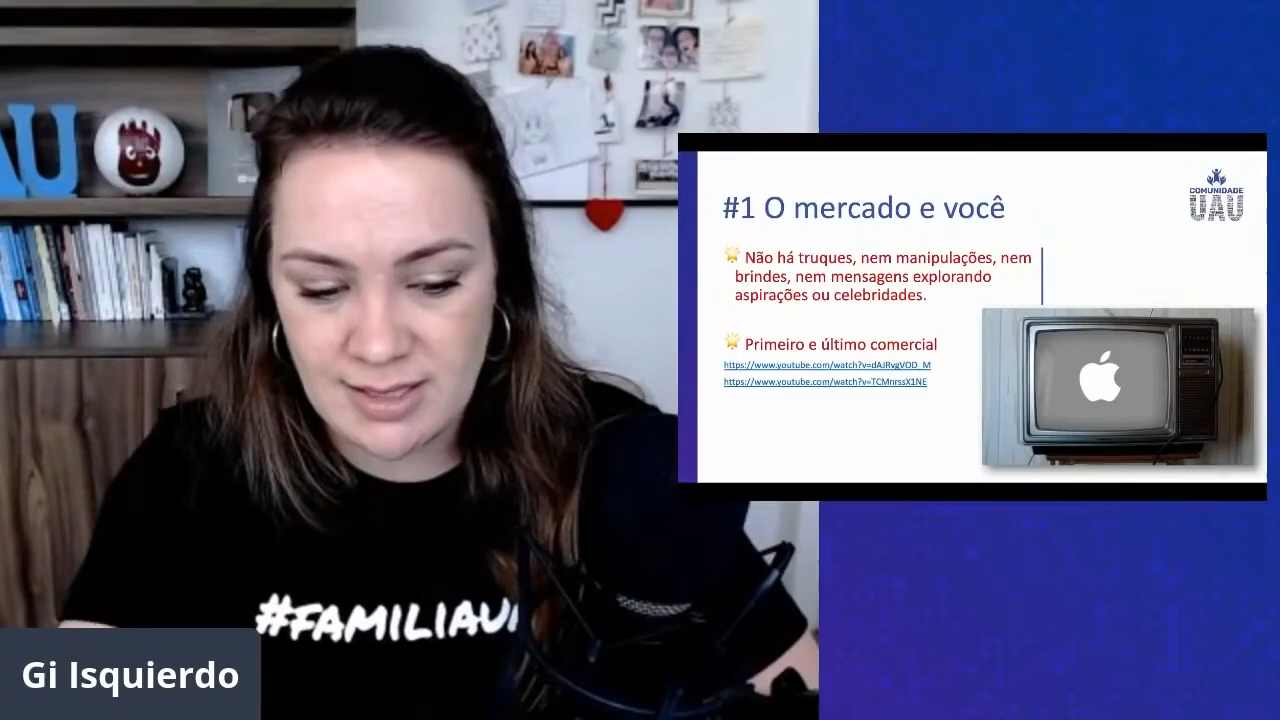 AU
#FAMILIAU
Gi Isquierdo
#1 O mercado e você
COMUNIDADE
UAU
Não há truques, nem manipulações, nem
brindes, nem mensagens explorando
aspirações ou celebridades.
Primeiro e último comercial
https://www.youtube.com/watch?v=dAJRvgVOD_M
https://www.youtube.com/watch?v=TCMnrssX1NE